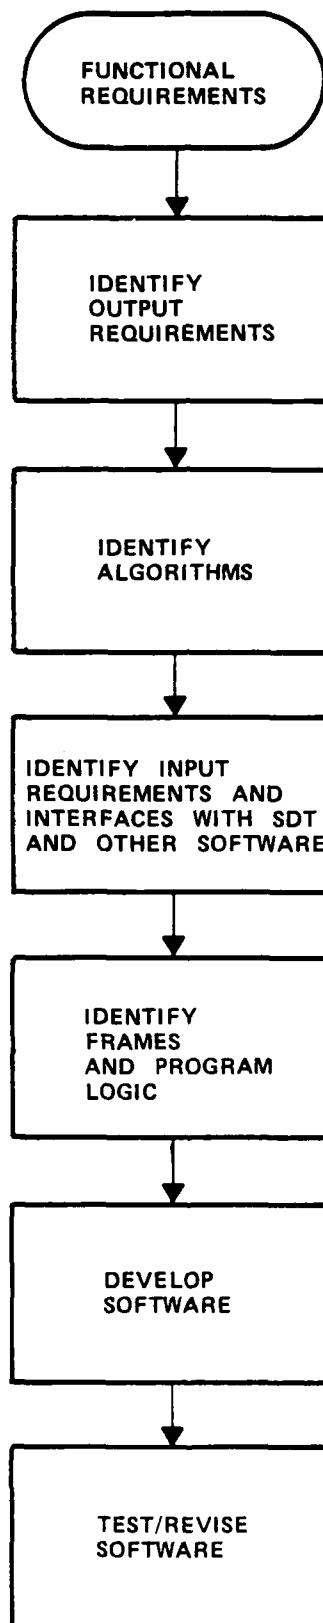 FUNCTIONAL
REQUIREMENTS
IDENTIFY
OUTPUT
REQUIREMENTS
IDENTIFY
ALGORITHMS
IDENTIFY INPUT
REQUIREMENTS AND
INTERFACES WITH SDT
AND OTHER SOFTWARE
IDENTIFY
FRAMES
AND PROGRAM
LOGIC
DEVELOP
SOFTWARE
TEST/REVISE
SOFTWARE